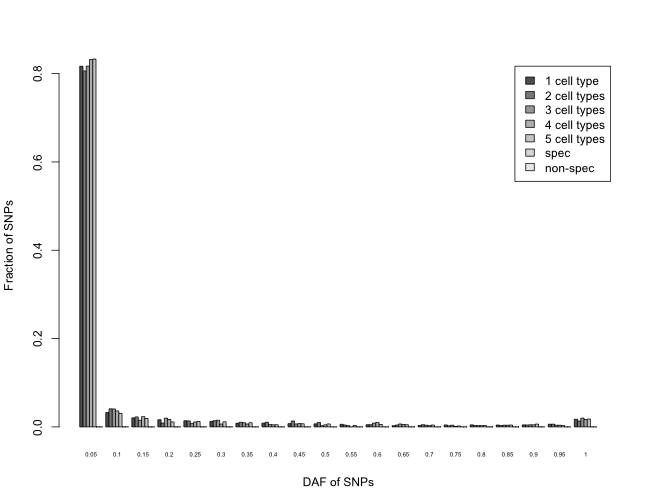 1 cell type
2 cell types
3 cell types
4 cell types
5 cell types
spec
non-spec
Fraction of SNPs
0.8
0.6
0.4
0.2
0.0
0.05 0.1 0.15 0.2 0.25 0.3 0.35 0.4 0.45 0.5 0.55 0.6 0.65 0.7 0.75 0.8 0.85 0.9 0.95 1
DAF of SNPs